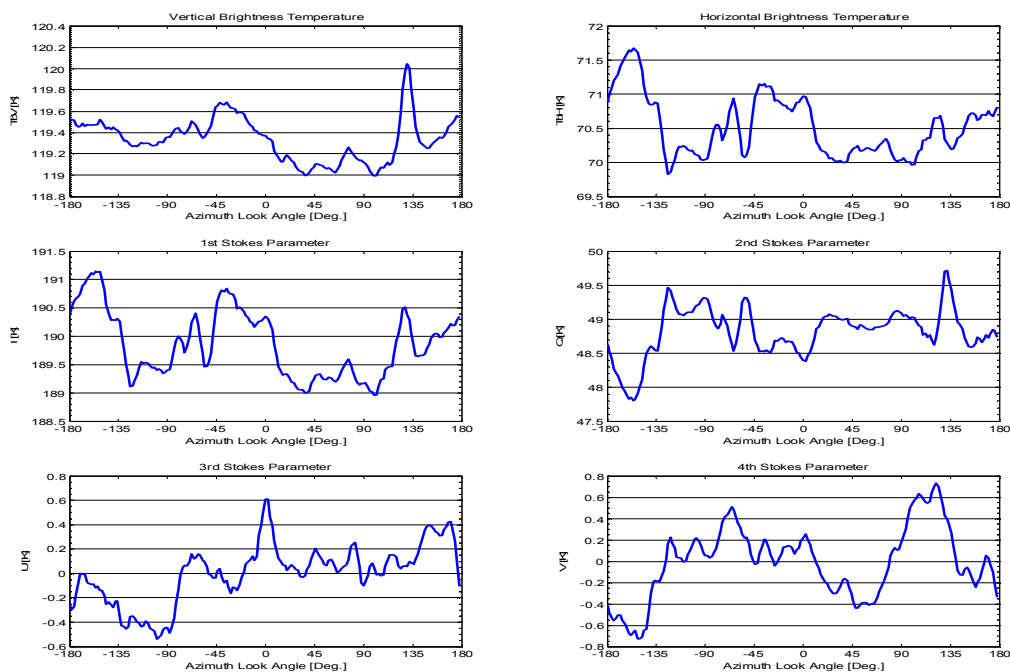 Vertical Brightness Temperature
120.4
120.2
120
119.8
119.6
119.4
119.2
119
118.8
TbV[K]
-180 -135 -90 -45 0 45 90 135 180
Azimuth Look Angle [Deg.]
Horizontal Brightness Temperature
72
71.5
71
70.5
70
69.5
TbH[K]
-180 -135 -90 -45 0 45 90 135 180
Azimuth Look Angle [Deg.]
1st Stokes Parameter
191.5
191
190.5
190
189.5
189
188.5
I [K]
-180 -135 -90 -45 0 45 90 135 180
Azimuth Look Angle [Deg.]
2nd Stokes Parameter
50
49.5
49
48.5
48
47.5
Q[K]
-180 -135 -90 -45 0 45 90 135 180
Azimuth Look Angle [Deg.]
3rd Stokes Parameter
0.8
0.6
0.4
0.2
0
-0.2
-0.4
-0.6
U[K]
-180 -135 -90 -45 0 45 90 135 180
Azimuth Look Angle [Deg.]
4th Stokes Parameter
0.8
0.6
0.4
0.2
0
-0.2
-0.4
-0.6
-0.8
V[K]
-180 -135 -90 -45 0 45 90 135 180
Azimuth Look Angle [Deg.]